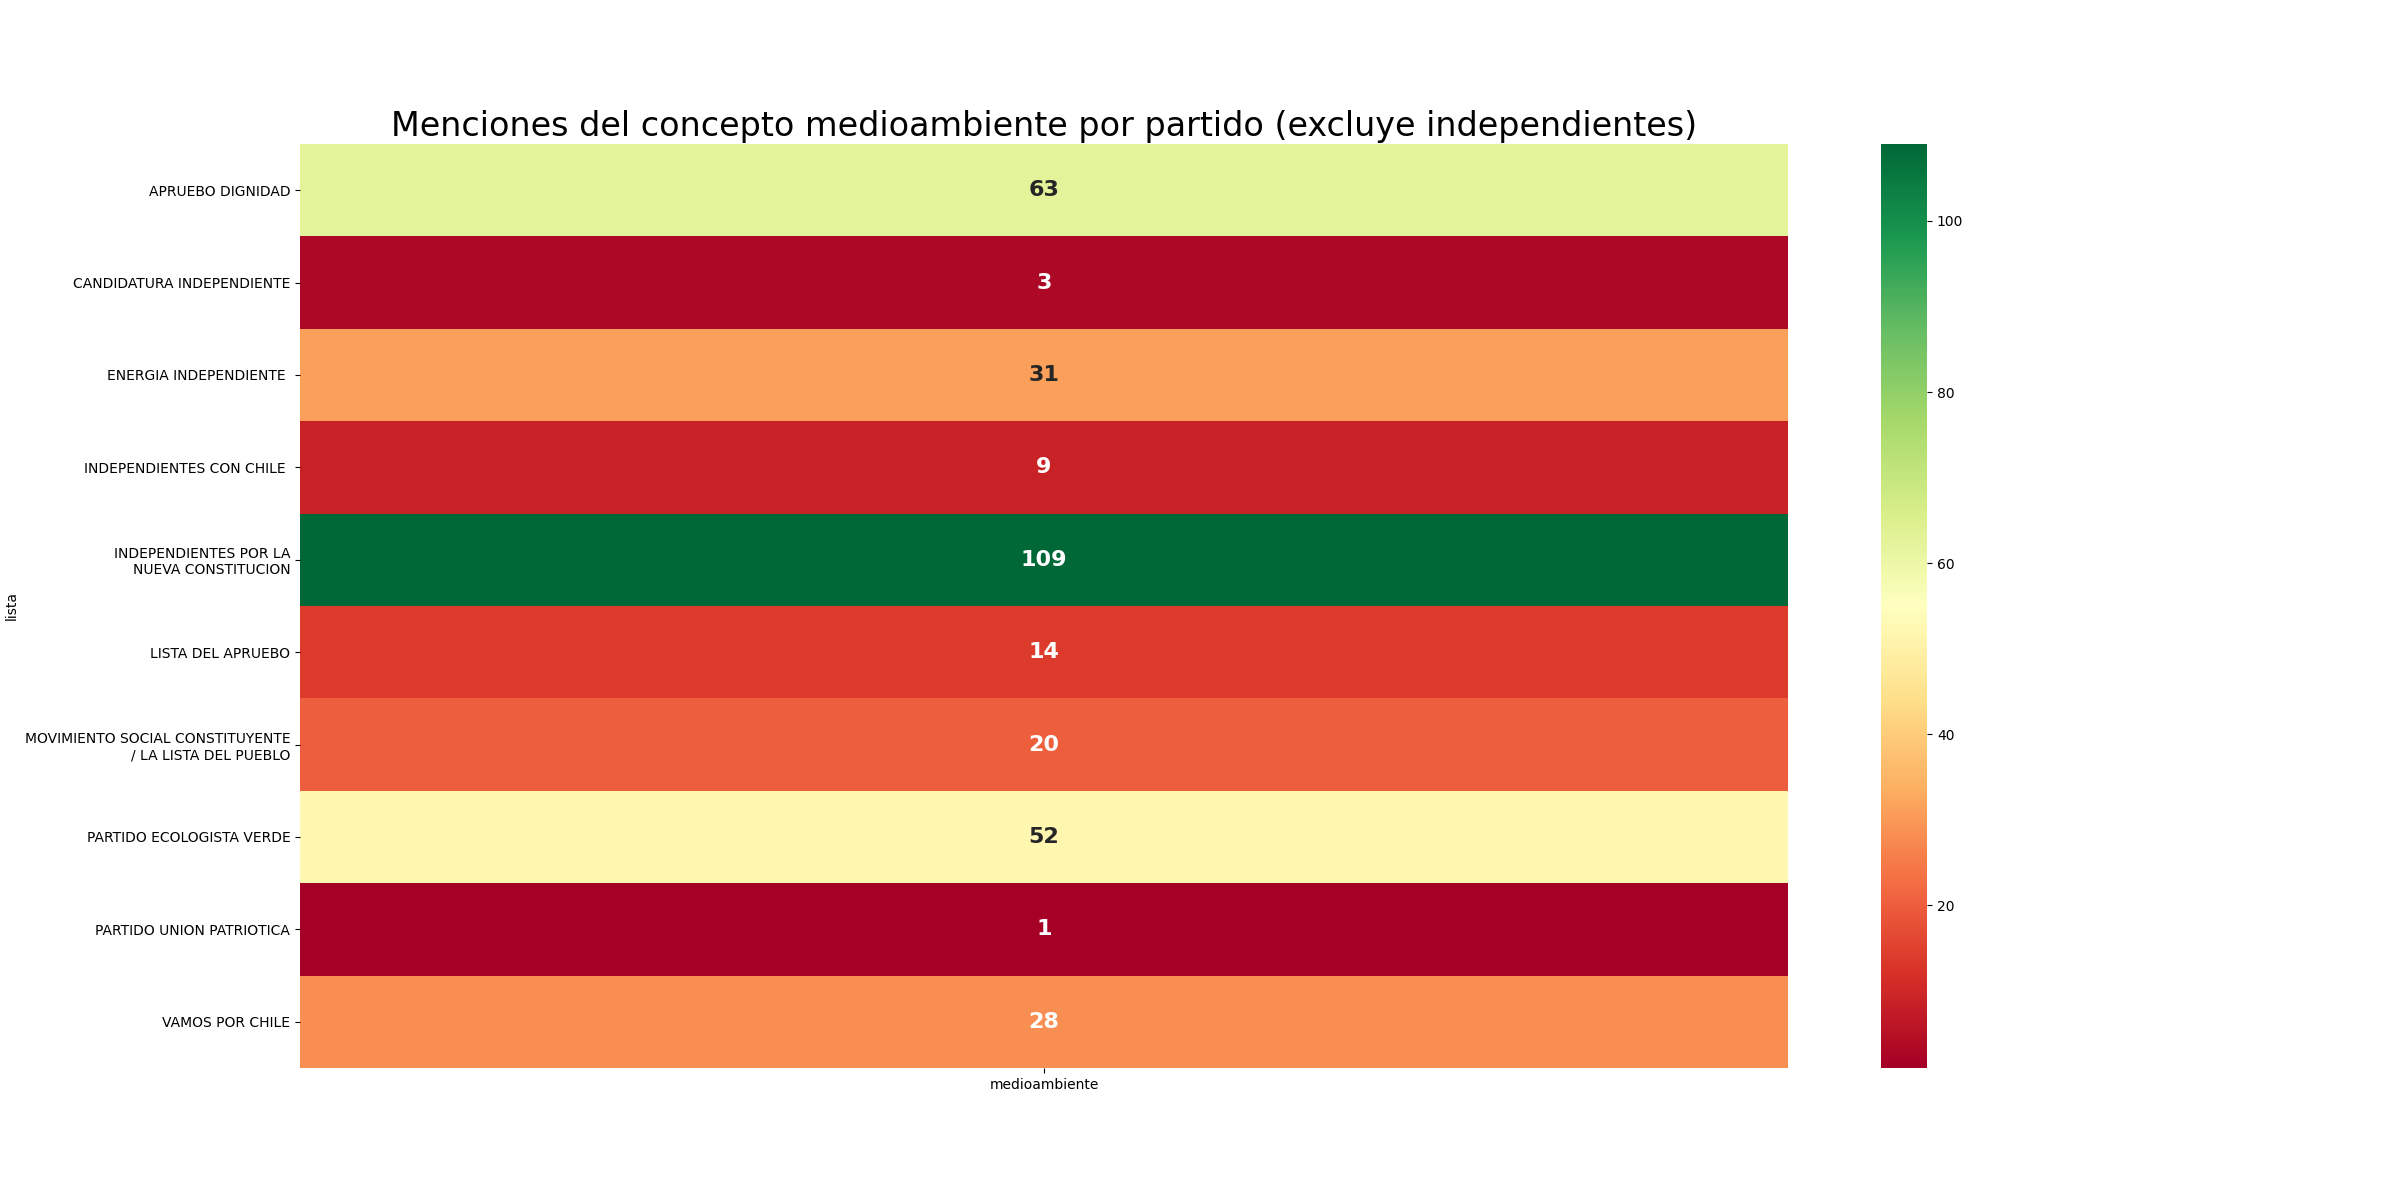 Menciones del concepto medioambiente por partido (excluye independientes)
APRUEBO DIGNIDAD
63
CANDIDATURA INDEPENDIENTE
3
ENERGIA INDEPENDIENTE
31
INDEPENDIENTES CON CHILE
9
INDEPENDIENTES POR LA
NUEVA CONSTITUCION
109
LISTA DEL APRUEBO
14
MOVIMIENTO SOCIAL CONSTITUYENTE
/ LA LISTA DEL PUEBLO
20
PARTIDO ECOLOGISTA VERDE
52
PARTIDO UNION PATRIOTICA
1
VAMOS POR CHILE
28
lista
medioambiente
100
80
60
40
20